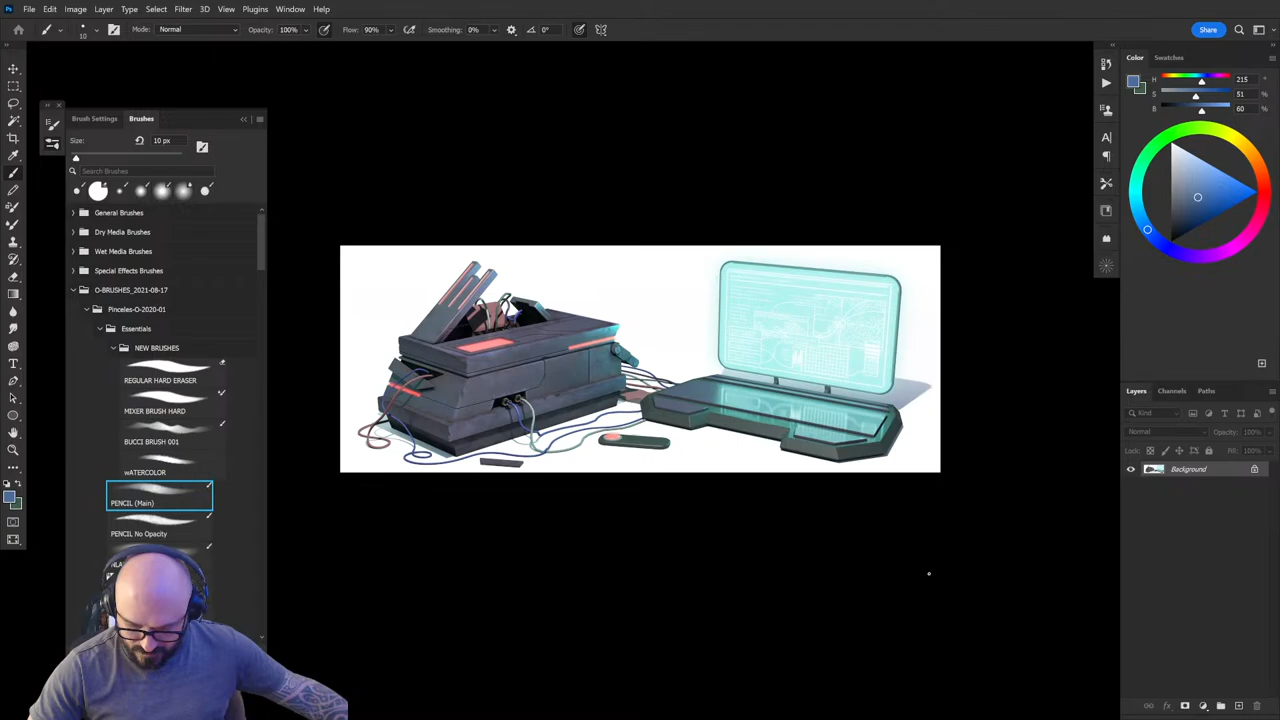 Ps File Edit Image Layer Type Select Filter 3D View Plugins Window Help
10 Mode: Normal Opacity: 100% Flow: 90% Smoothing: 0% 0° Share
Color Swatches
H 215 °
S 51 %
B 60 %
Brush Settings Brushes
Size: 10 px
Search Brushes
General Brushes
Dry Media Brushes
Wet Media Brushes
Special Effects Brushes
O-BRUSHES_2021-08-17
Pinceles-O-2020-01
Essentials
NEW BRUSHES
REGULAR HARD ERASER
MIXER BRUSH HARD
BUCCI BRUSH 001
wATERCOLOR
PENCIL (Main)
PENCIL No Opacity
Layers Channels Paths
Kind
Normal Opacity: 100%
Lock: Fill: 100%
Background